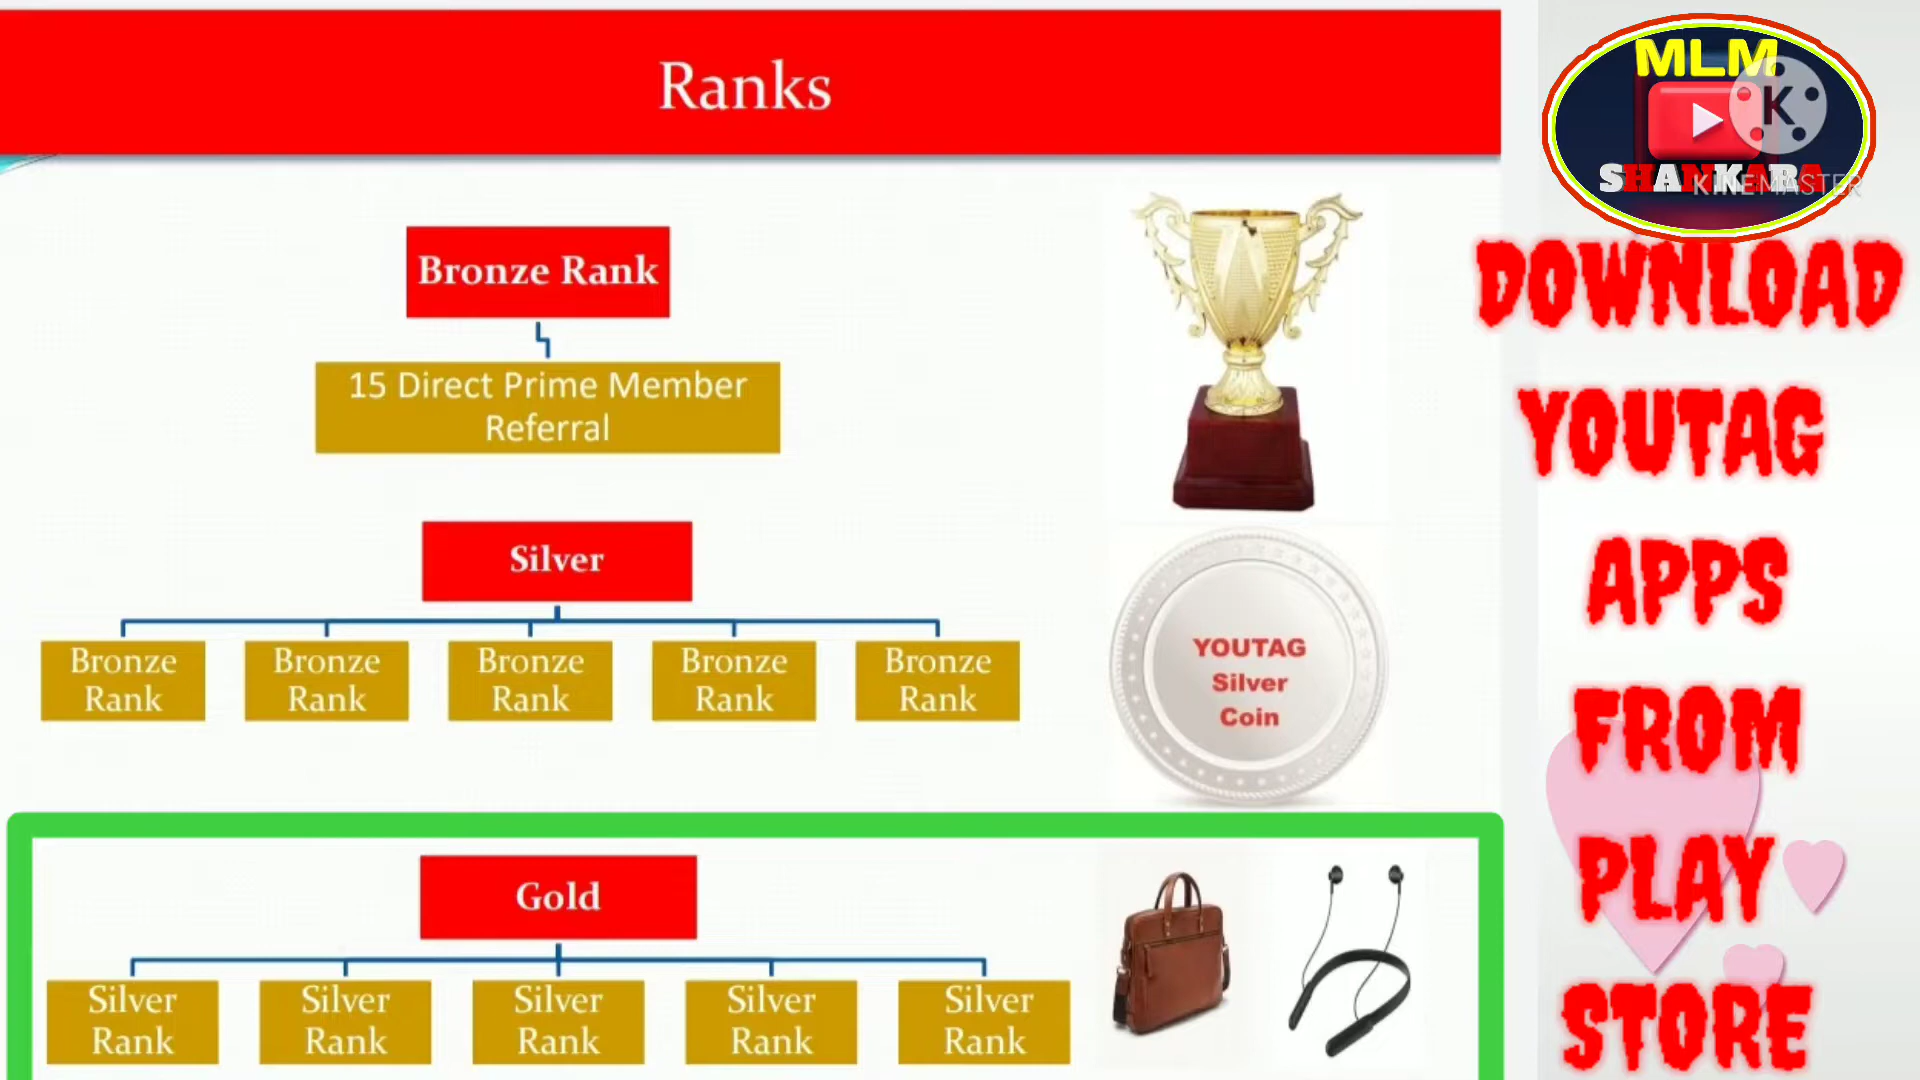 Ranks
MLM
K
SHANKARA
KINEMASTER
Bronze Rank
15 Direct Prime Member
Referral
Silver
Bronze
Rank
Bronze
Rank
Bronze
Rank
Bronze
Rank
Bronze
Rank
YOUTAG
Silver
Coin
Gold
Silver
Rank
Silver
Rank
Silver
Rank
Silver
Rank
Silver
Rank
DOWNLOAD
YOUTAG
APPS
FROM
PLAY
STORE